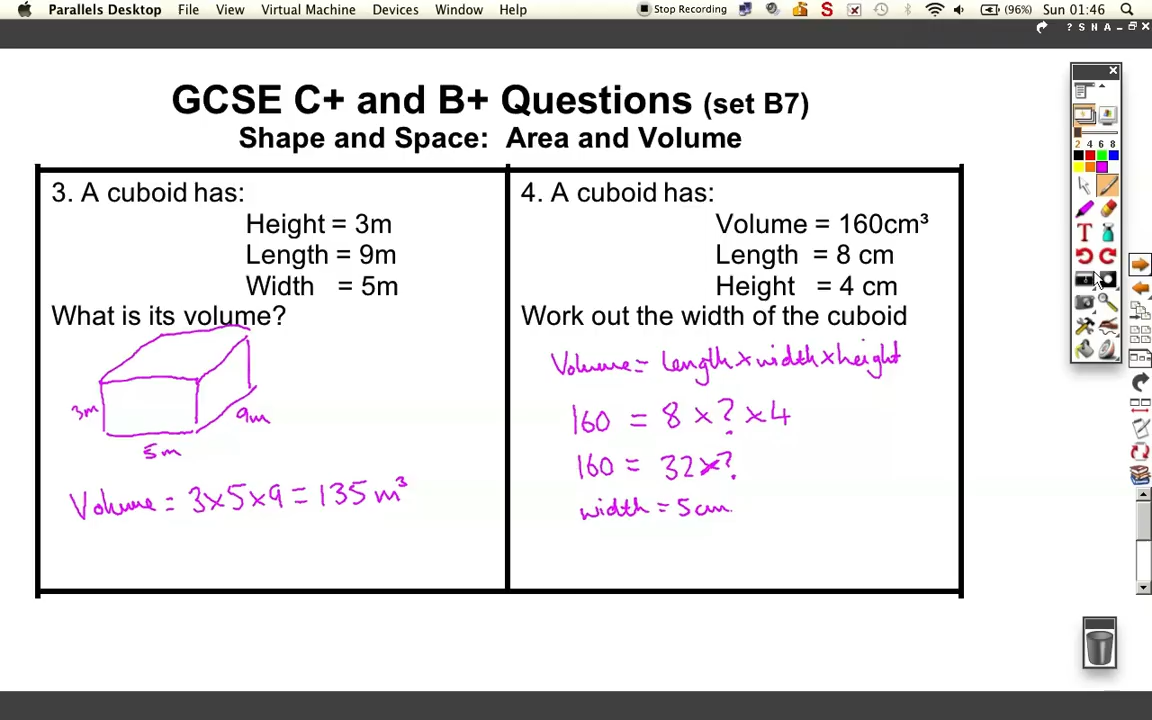 Parallels Desktop File View Virtual Machine Devices Window Help Stop Recording S (96%) Sun 01:46
? S N A
GCSE C+ and B+ Questions (set B7)
Shape and Space: Area and Volume
3. A cuboid has:
Height = 3m
Length = 9m
Width = 5m
What is its volume?
3m
9m
5m
Volume = 3×5×9 = 135 m³
4. A cuboid has:
Volume = 160cm³
Length = 8 cm
Height = 4 cm
Work out the width of the cuboid
Volume = length × width × height
160 = 8 × ? × 4
160 = 32 × ?
width = 5cm.
2 4 6 8
T